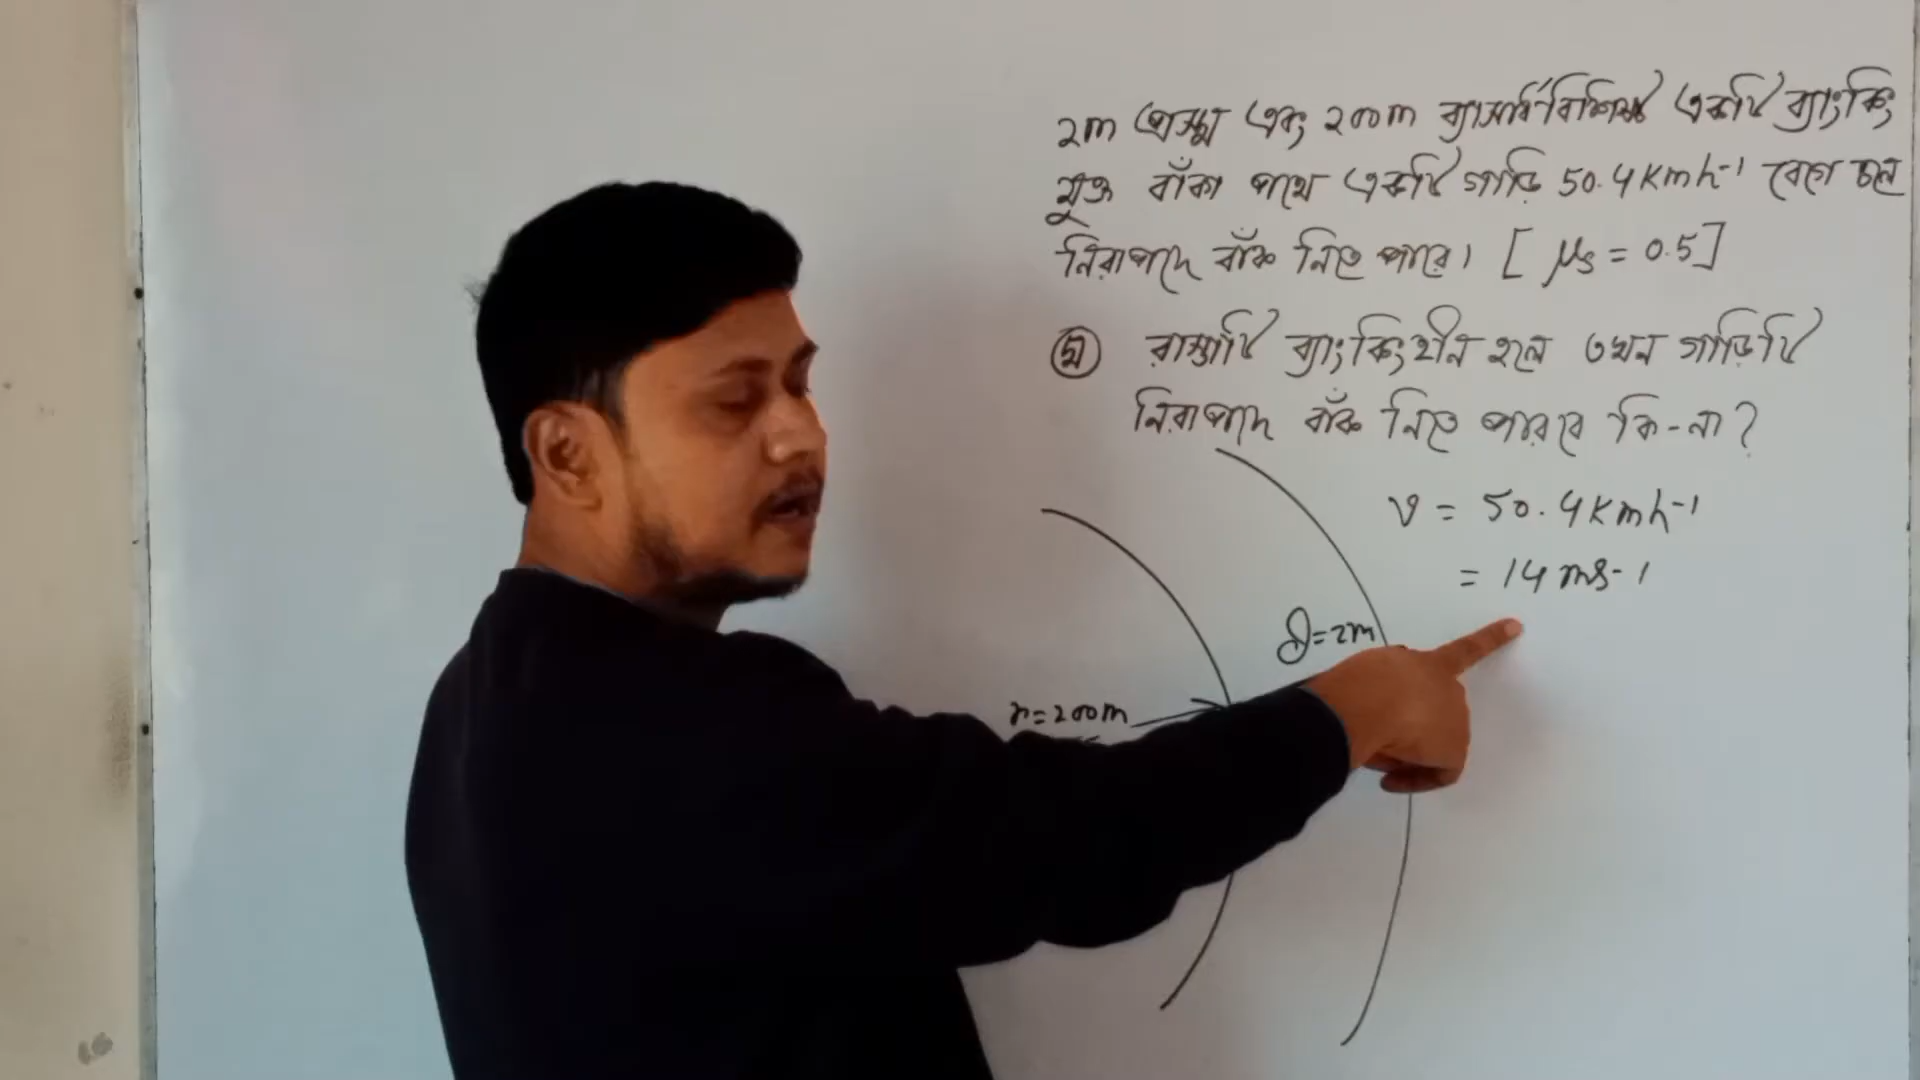 2m প্রস্থ এবং 200m ব্যাসার্ধবিশিষ্ট একটি ব্যাংকিং
যুক্ত বাঁকা পথে একটি গাড়ি 50.4 kmh-1 বেগে চলে
নিরাপদে বাঁক নিতে পারে। [ μs = 0.5 ]
ঘ রাস্তাটি ব্যাংকিংহীন হলে তখন গাড়িটি
নিরাপদে বাঁক নিতে পারবে কি-না?
v = 50.4 kmh-1
= 14 ms-1
D=2m
r=200m